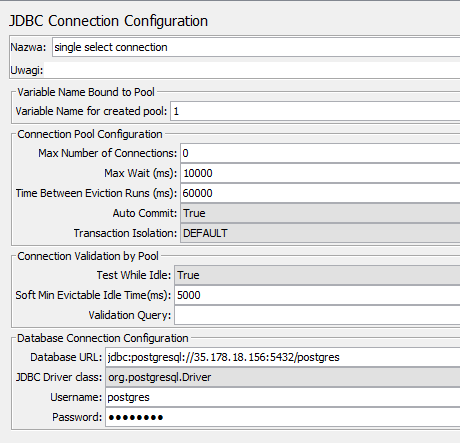 JDBC Connection Configuration
Nazwa: single select connection
Uwagi:
Variable Name Bound to Pool
Variable Name for created pool: 1
Connection Pool Configuration
Max Number of Connections: 0
Max Wait (ms): 10000
Time Between Eviction Runs (ms): 60000
Auto Commit: True
Transaction Isolation: DEFAULT
Connection Validation by Pool
Test While Idle: True
Soft Min Evictable Idle Time(ms): 5000
Validation Query:
Database Connection Configuration
Database URL: jdbc:postgresql://35.178.18.156:5432/postgres
JDBC Driver class: org.postgresql.Driver
Username: postgres
Password: ●●●●●●●●